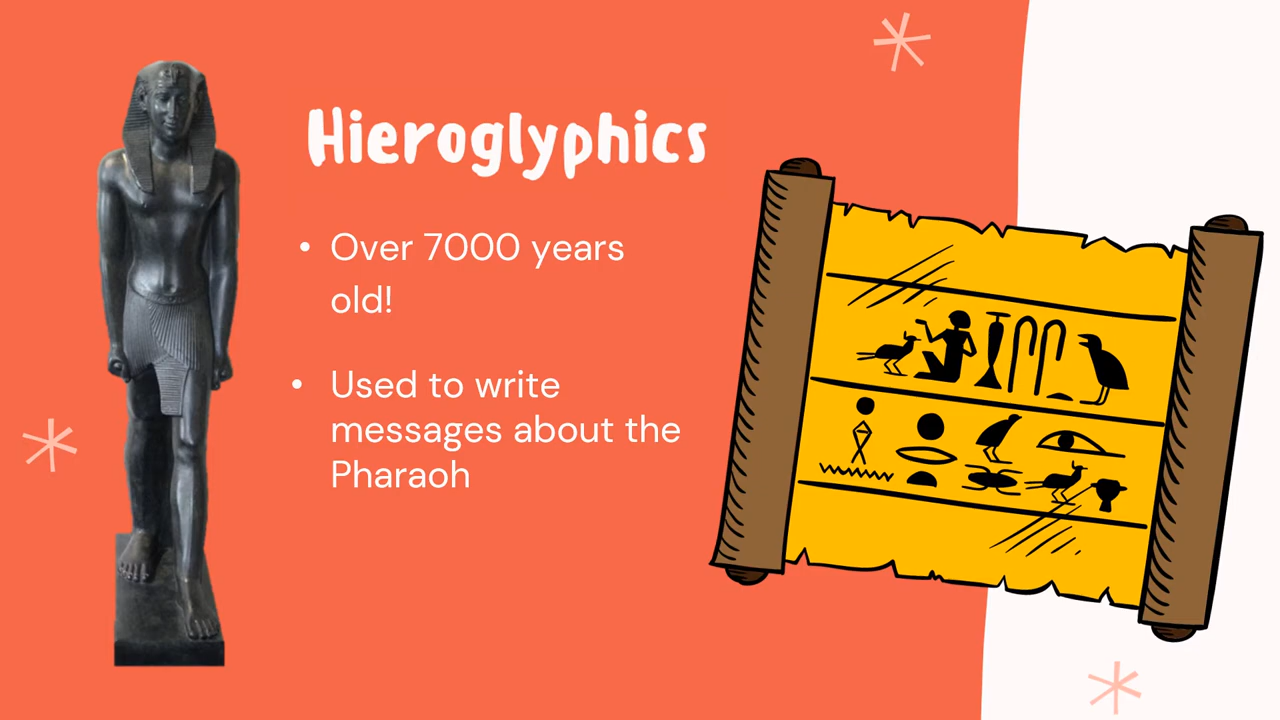 Hieroglyphics
• Over 7000 years
old!
• Used to write
messages about the
Pharaoh